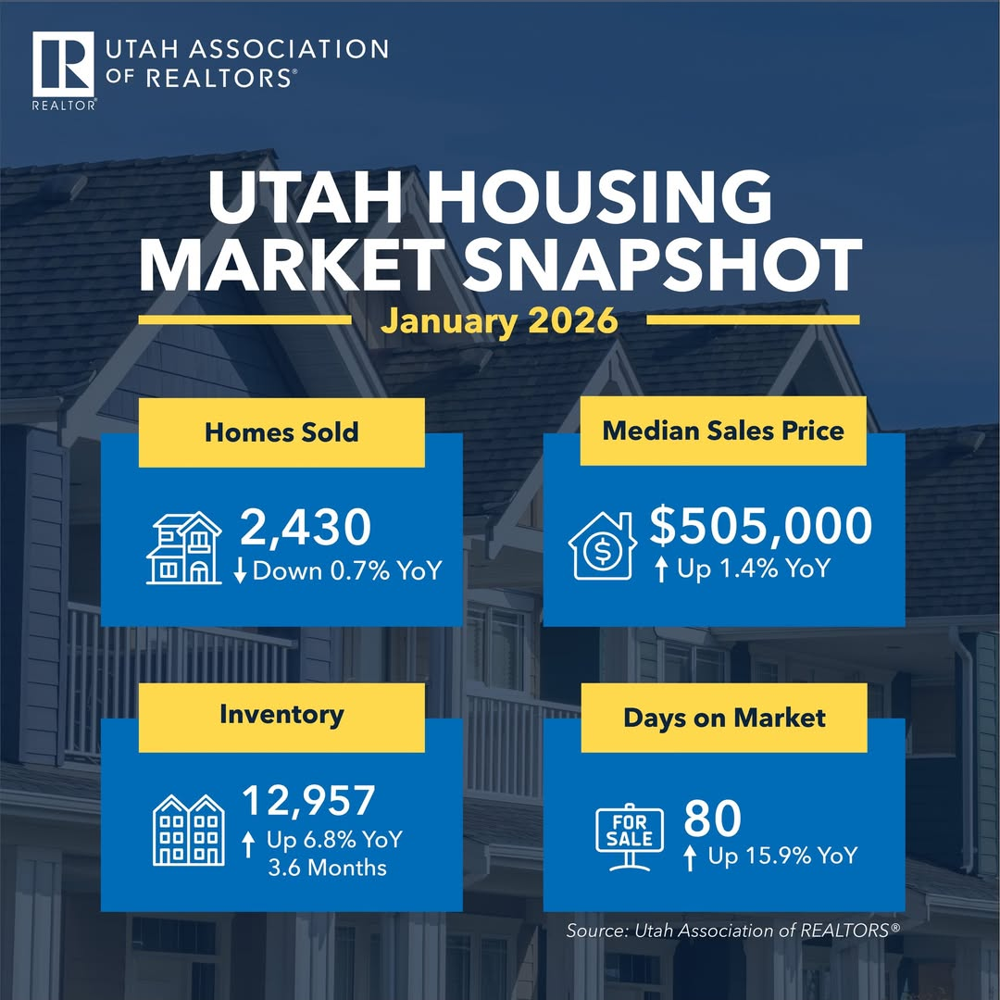 UTAH ASSOCIATION
OF REALTORS®
REALTOR®
UTAH HOUSING
MARKET SNAPSHOT
January 2026
Homes Sold
2,430
↓ Down 0.7% YoY
Median Sales Price
$505,000
↑ Up 1.4% YoY
Inventory
12,957
↑ Up 6.8% YoY
3.6 Months
Days on Market
FOR
SALE
80
↑ Up 15.9% YoY
Source: Utah Association of REALTORS®